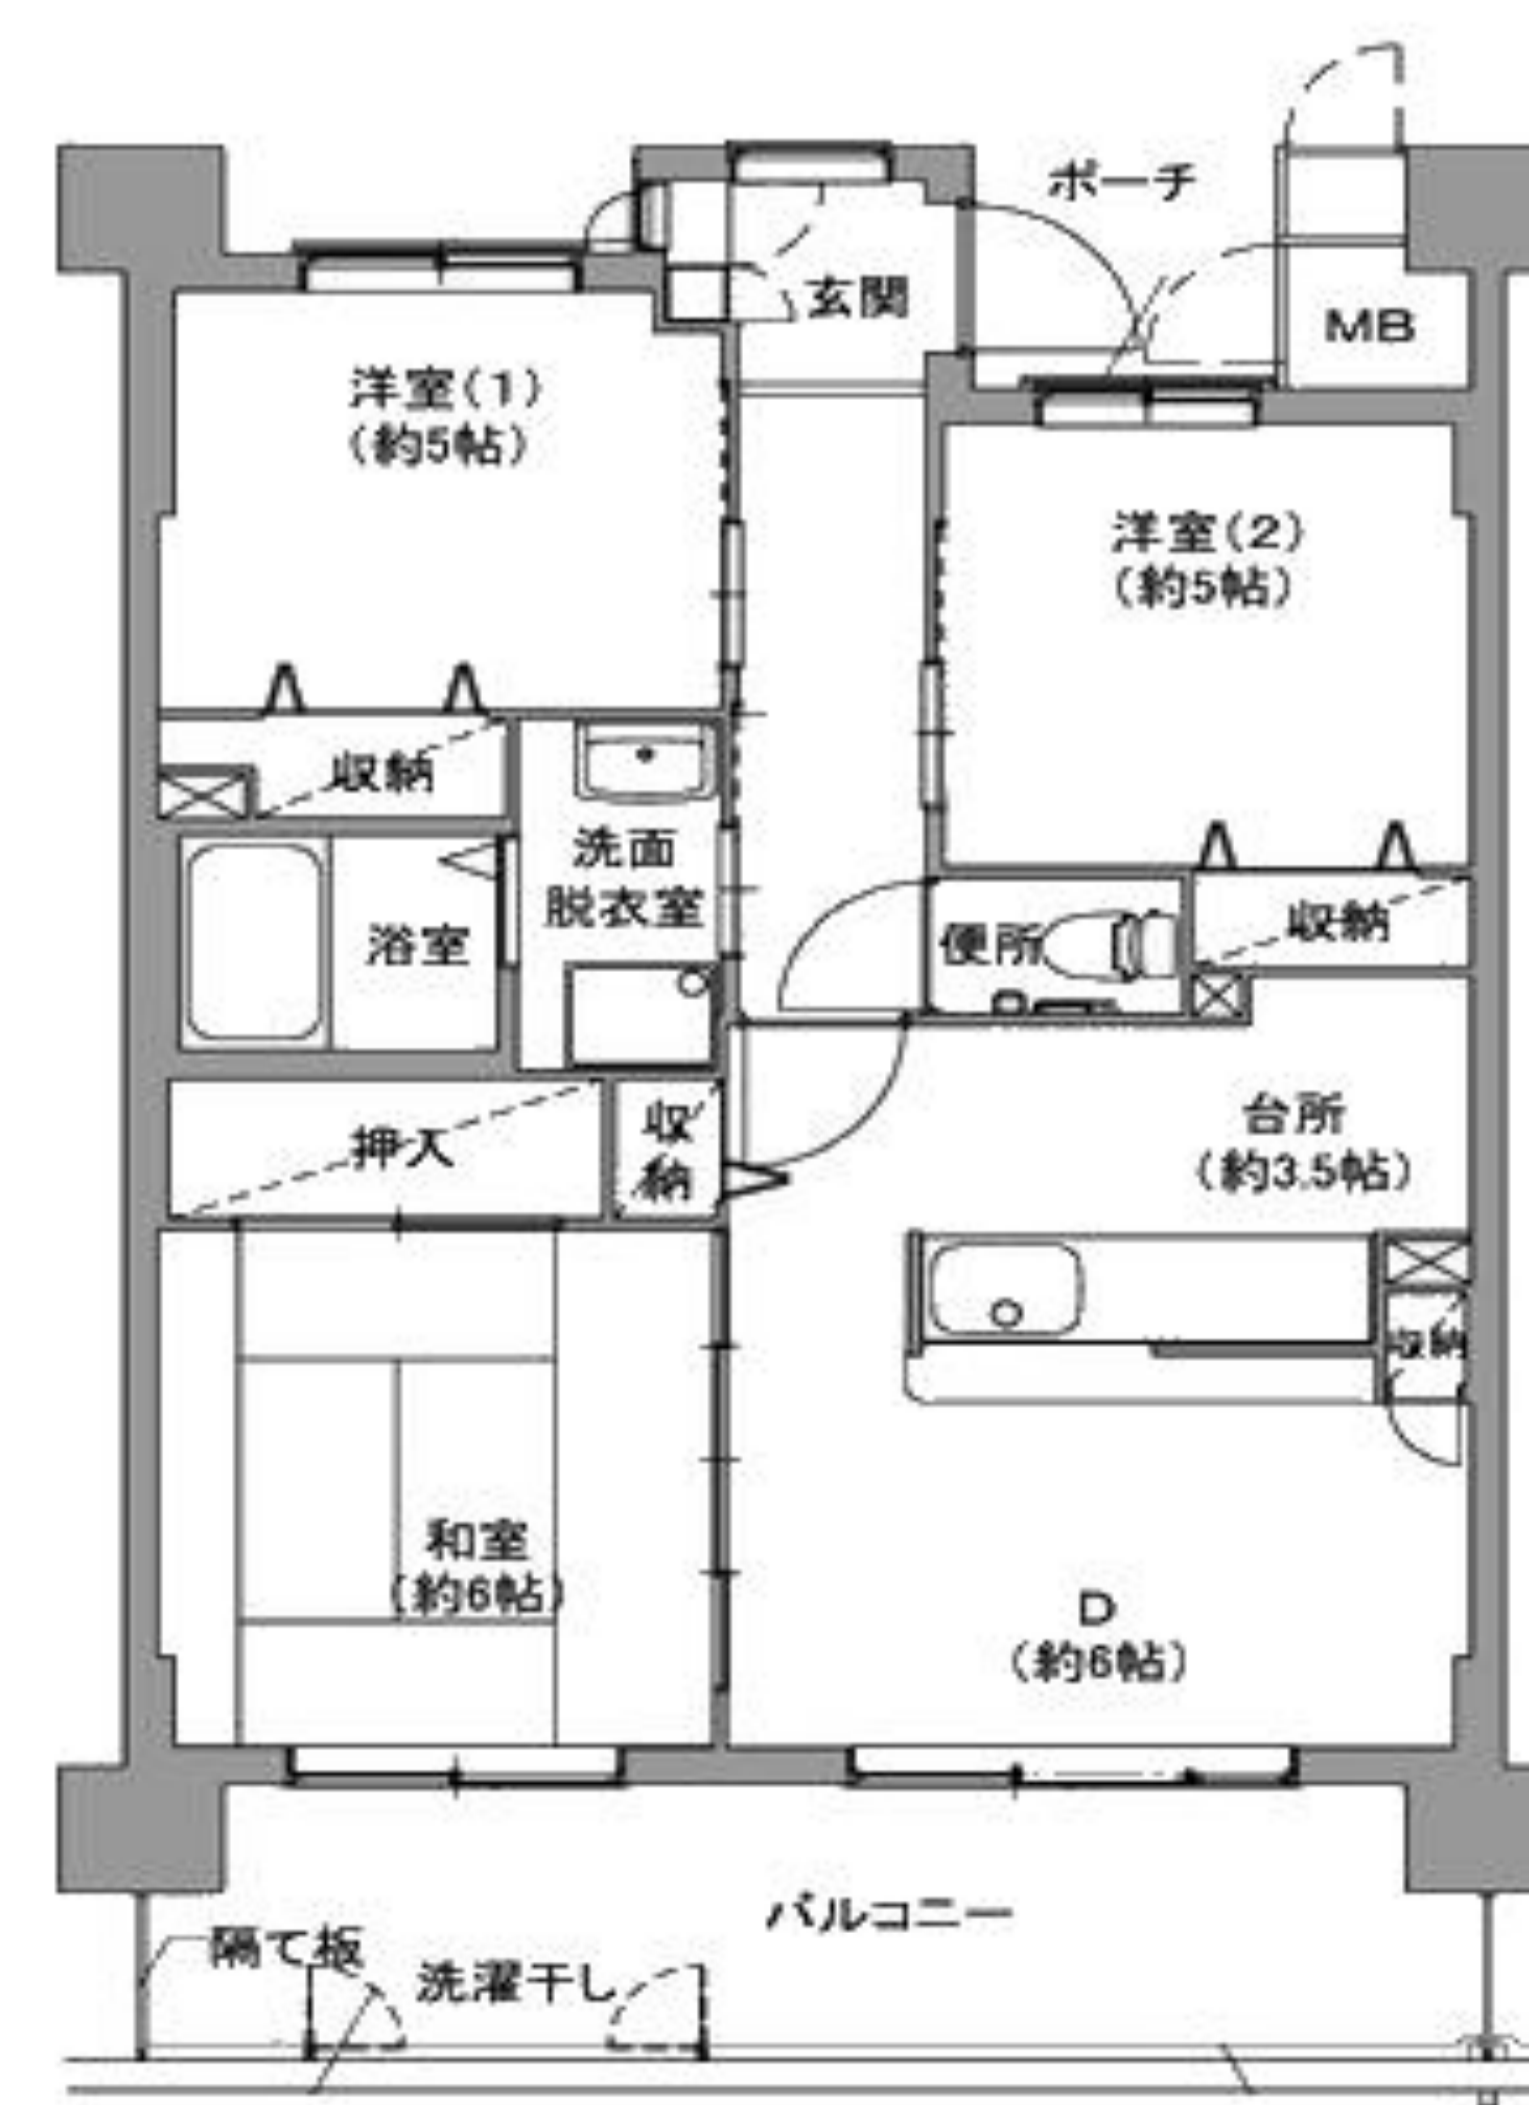 ポーチ
玄関
MB
洋室(1)
(約5帖)
洋室(2)
(約5帖)
収納
洗面
脱衣室
浴室
便所
収納
押入
収
納
台所
(約3.5帖)
収納
和室
(約6帖)
D
(約6帖)
バルコニー
隔て板
洗濯干し